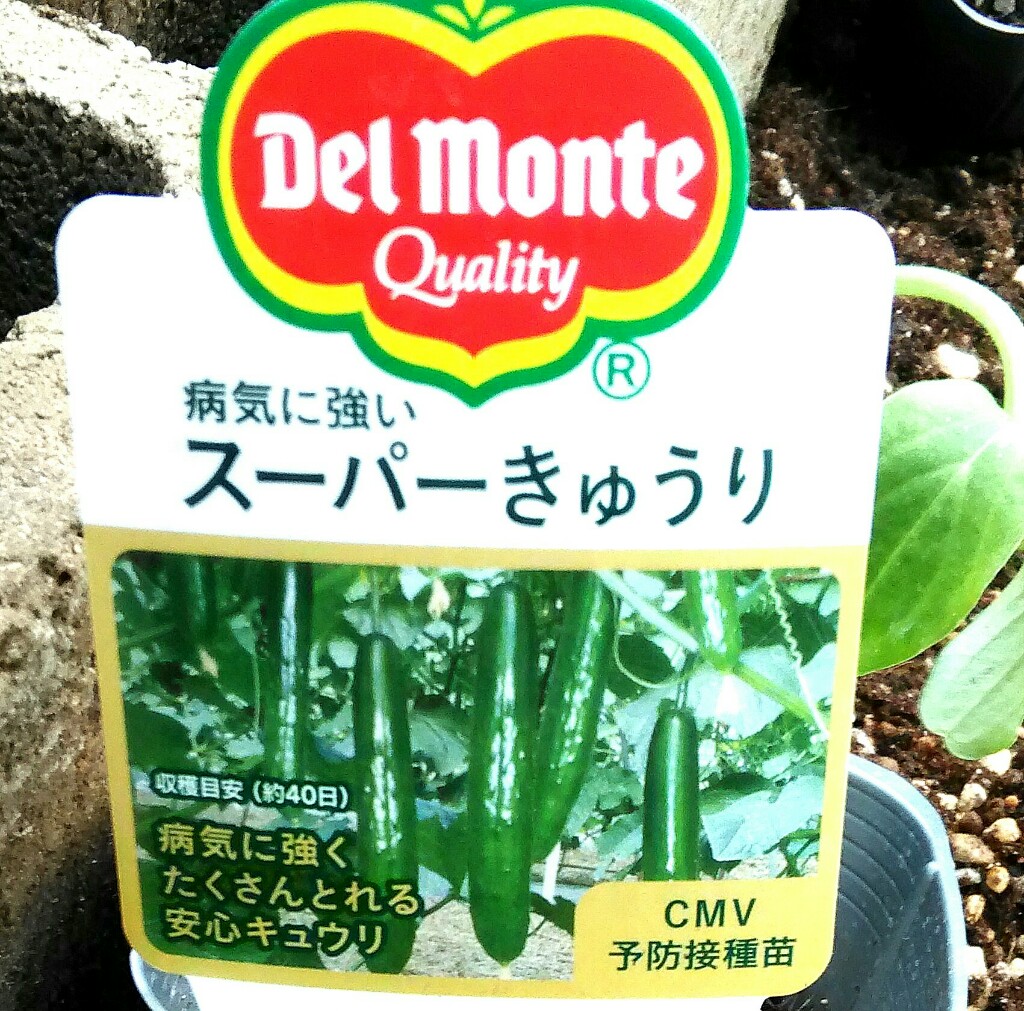 Del Monte
Quality
®
病気に強い
スーパーきゅうり
収穫目安（約40日）
病気に強く
たくさんとれる
安心キュウリ
CMV
予防接種苗